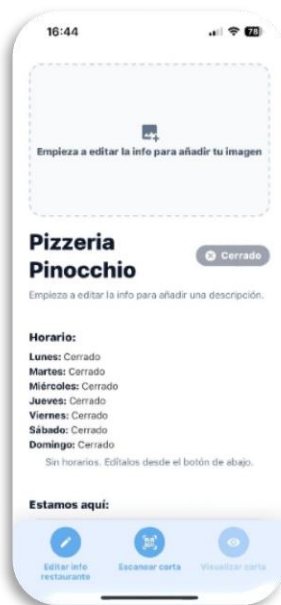 16:44
78
Empieza a editar la info para añadir tu imagen
Pizzeria
Pinocchio
Cerrado
Empieza a editar la info para añadir una descripción.
Horario:
Lunes: Cerrado
Martes: Cerrado
Miércoles: Cerrado
Jueves: Cerrado
Viernes: Cerrado
Sábado: Cerrado
Domingo: Cerrado
Sin horarios. Edítalos desde el botón de abajo.
Estamos aquí:
Editar info
restaurante
Escanear carta
Visualizar carta